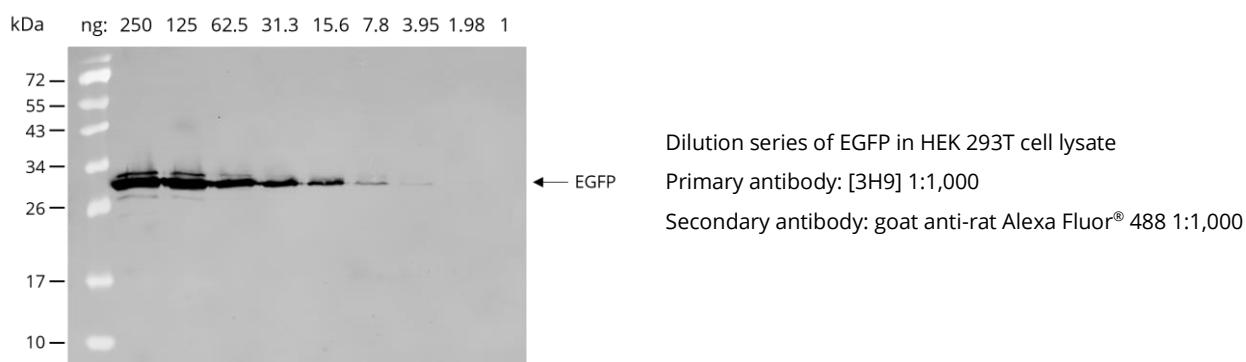 kDa ng: 250 125 62.5 31.3 15.6 7.8 3.95 1.98 1
72
55
43
34
26
17
10
EGFP
Dilution series of EGFP in HEK 293T cell lysate
Primary antibody: [3H9] 1:1,000
Secondary antibody: goat anti-rat Alexa Fluor® 488 1:1,000